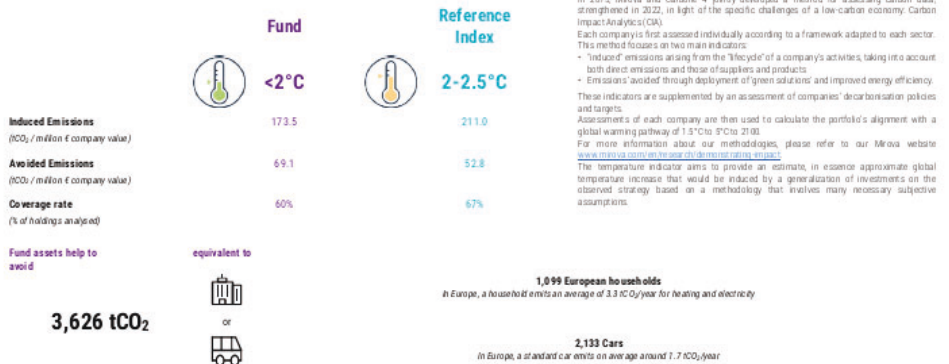 Fund
Reference
Index
<2°C
2-2.5°C
Induced Emissions
173.5
211.0
(tCO₂ / million € company value)
Avoided Emissions
69.1
52.8
(tCO₂ / million € company value)
Coverage rate
60%
67%
(% of holdings analysed)
strengthened in 2022, in light of the specific challenges of a low-carbon economy: Carbon
Impact Analytics (CIA).
Each company is first assessed individually according to a framework adapted to each sector.
This method focuses on two main indicators:
• "induced" emissions arising from the "lifecycle" of a company's activities, taking into account
both direct emissions and those of suppliers and products
• Emissions 'avoided' through deployment of 'green solutions' and improved energy efficiency.
These indicators are supplemented by an assessment of companies' decarbonisation policies
and targets.
Assessments of each company are then used to calculate the portfolio's alignment with a
global warming pathway of 1.5°C to 5°C to 2100.
For more information about our methodologies, please refer to our Mirova website
www.mirova.com/en/research/demonstrating-impact
The temperature indicator aims to provide an estimate, in essence approximate global
temperature increase that would be induced by a generalization of investments on the
observed strategy based on a methodology that involves many necessary subjective
assumptions.
Fund assets help to
avoid
equivalent to
3,626 tCO₂
or
1,099 European households
In Europe, a household emits an average of 3.3 tCO₂/year for heating and electricity
2,133 Cars
In Europe, a standard car emits on average around 1.7 tCO₂/year